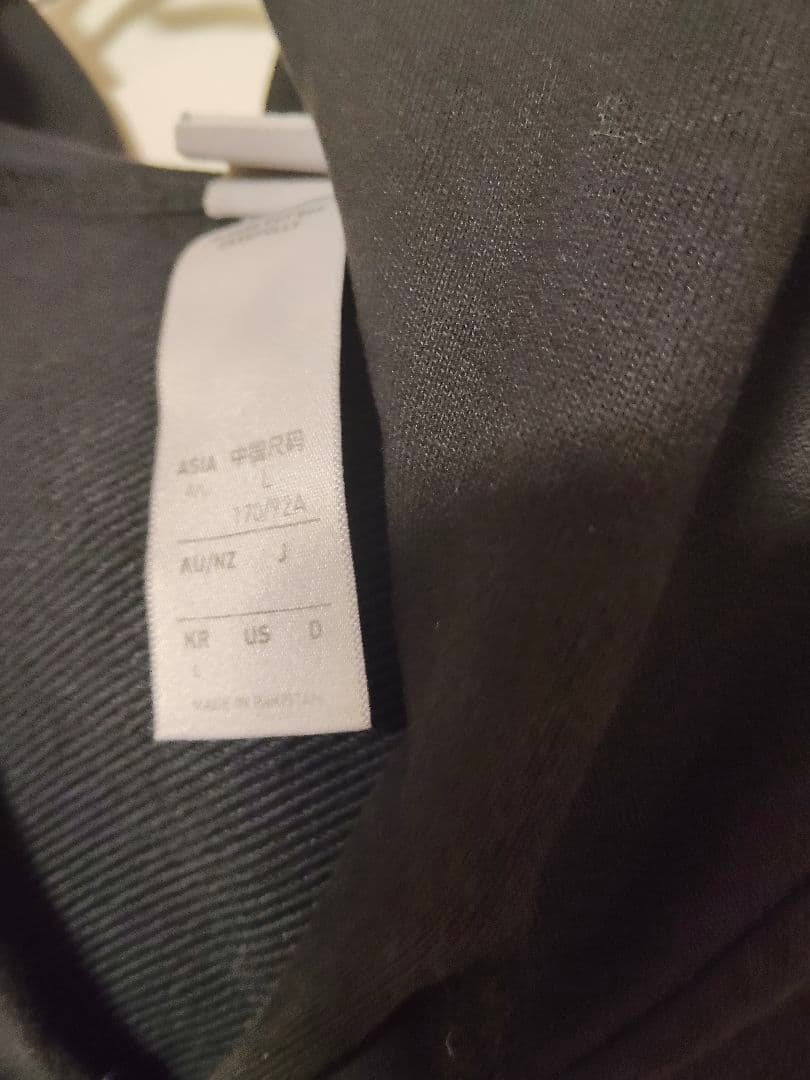 ASIA 中国尺码
L
170/92A
AU/NZ J
KR US D
L
MADE IN PAKISTAN